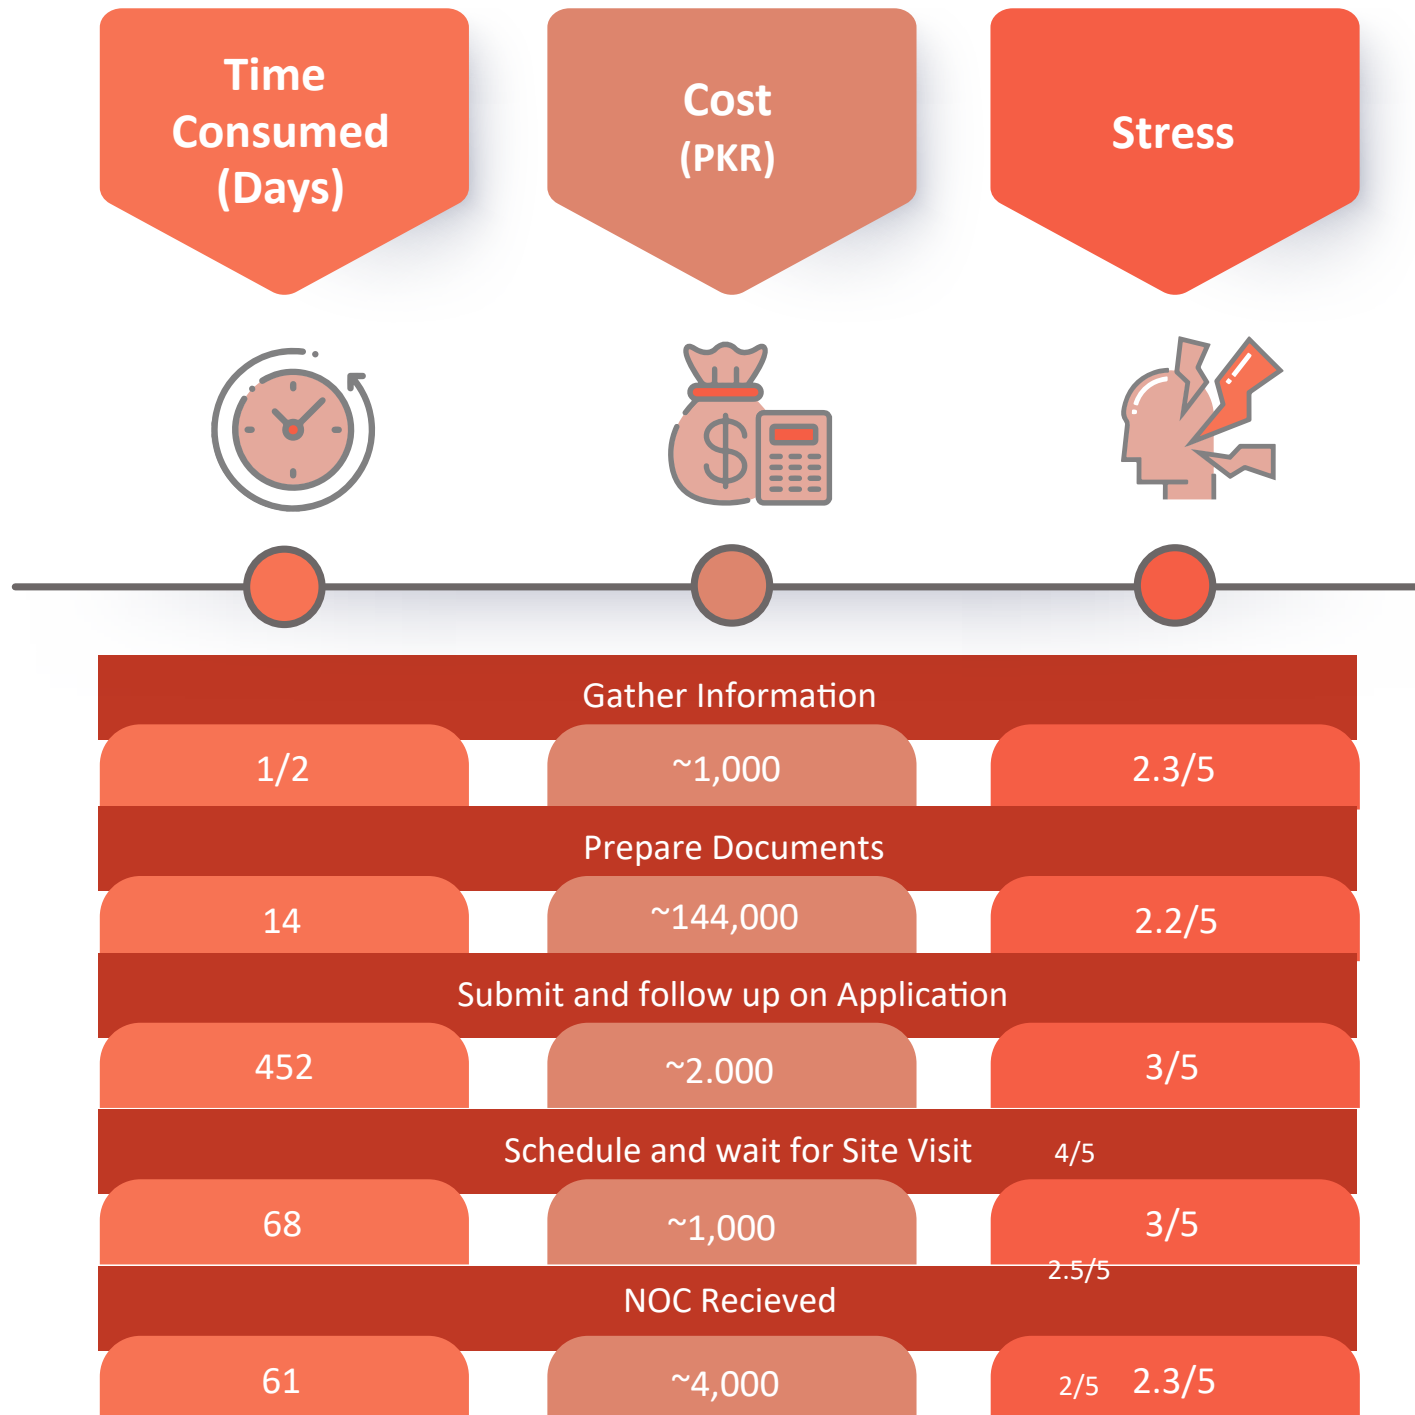 Time
Consumed
(Days)
Cost
(PKR)
Stress
$
Gather Information
1/2
~1,000
2.3/5
Prepare Documents
14
~144,000
2.2/5
Submit and follow up on Application
452
~2.000
3/5
Schedule and wait for Site Visit
4/5
68
~1,000
3/5
2.5/5
NOC Recieved
61
~4,000
2/5
2.3/5